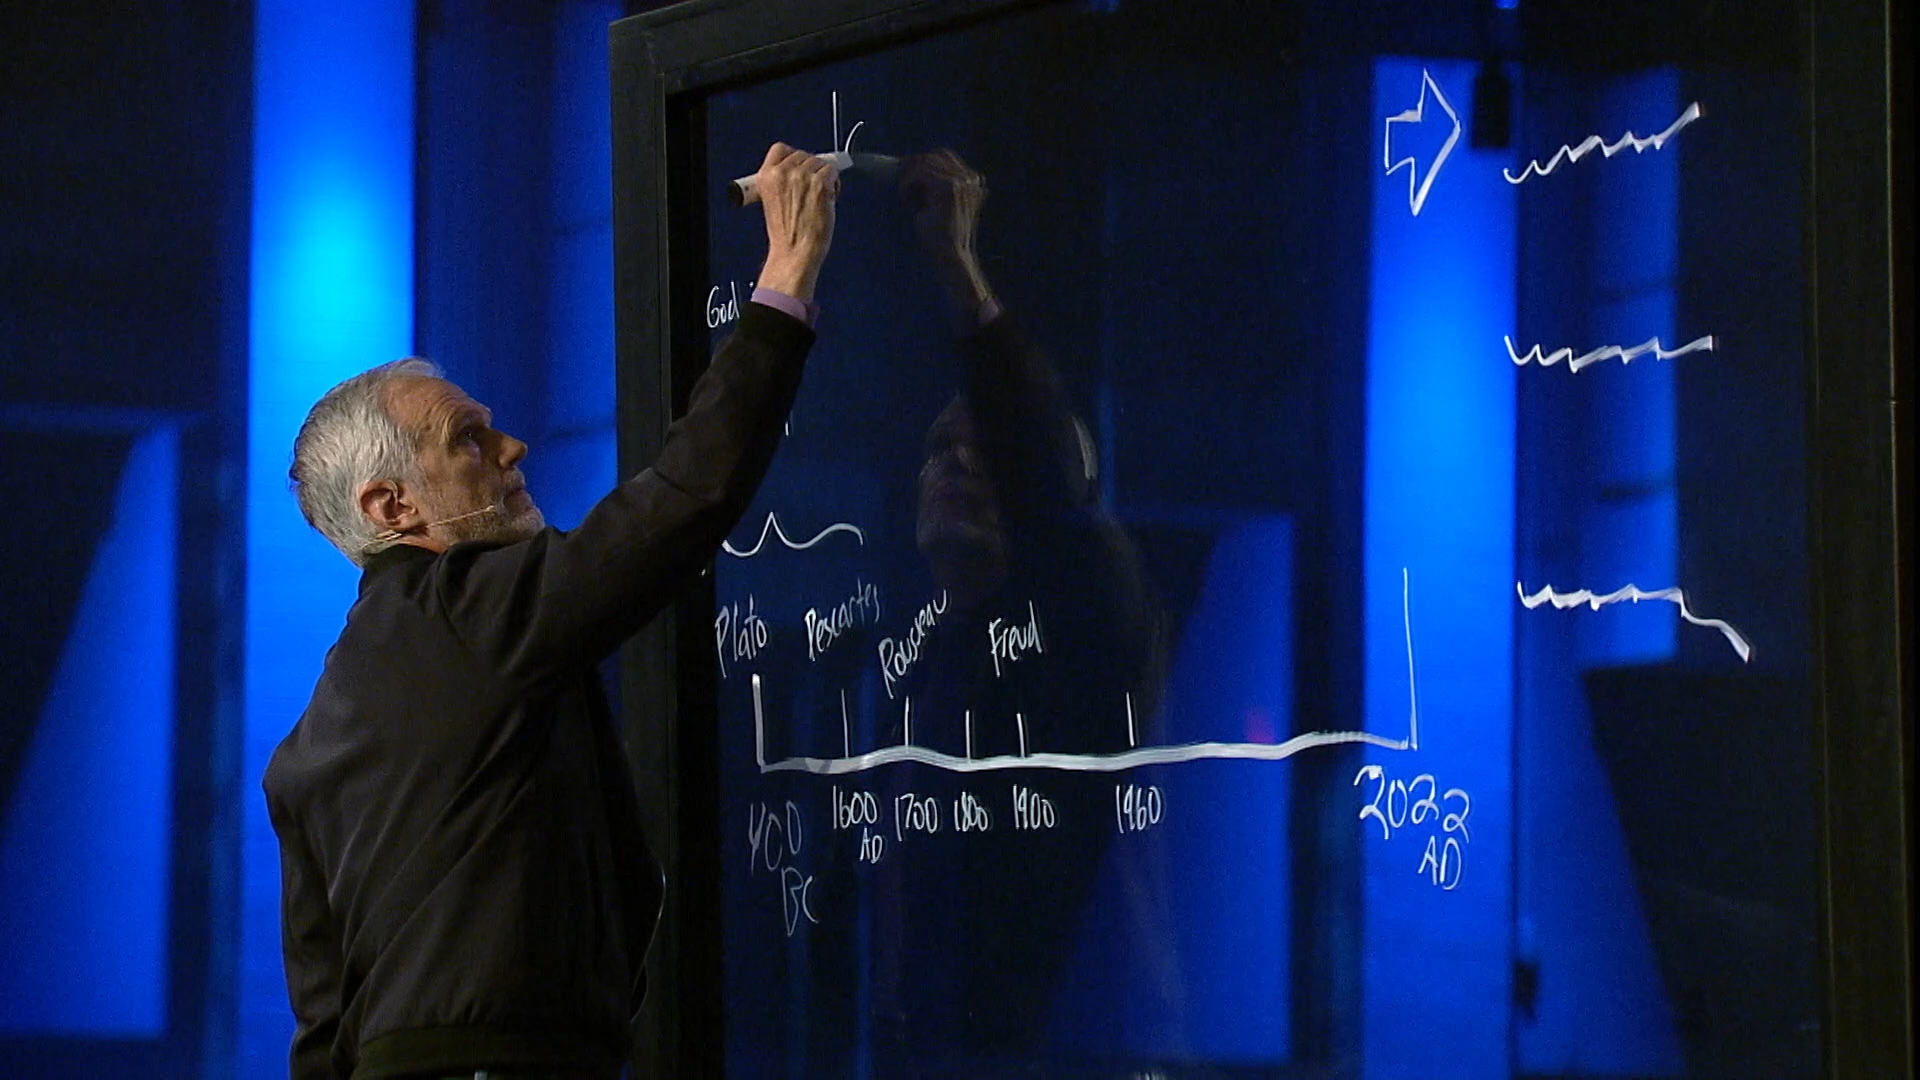 God
Plato
Descartes
Rousseau
Freud
400
BC
1600
AD
1700
1800
1900
1960
2022
AD